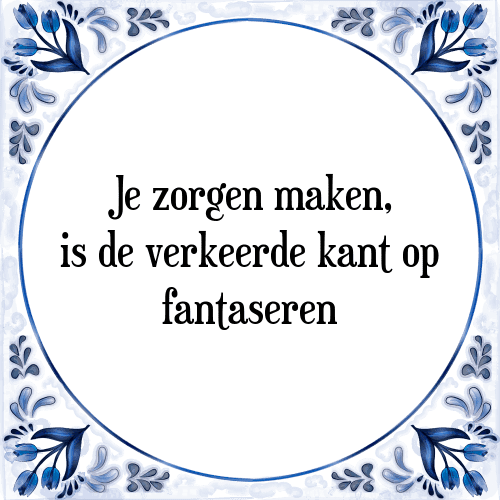 Je zorgen maken,
is de verkeerde kant op
fantaseren